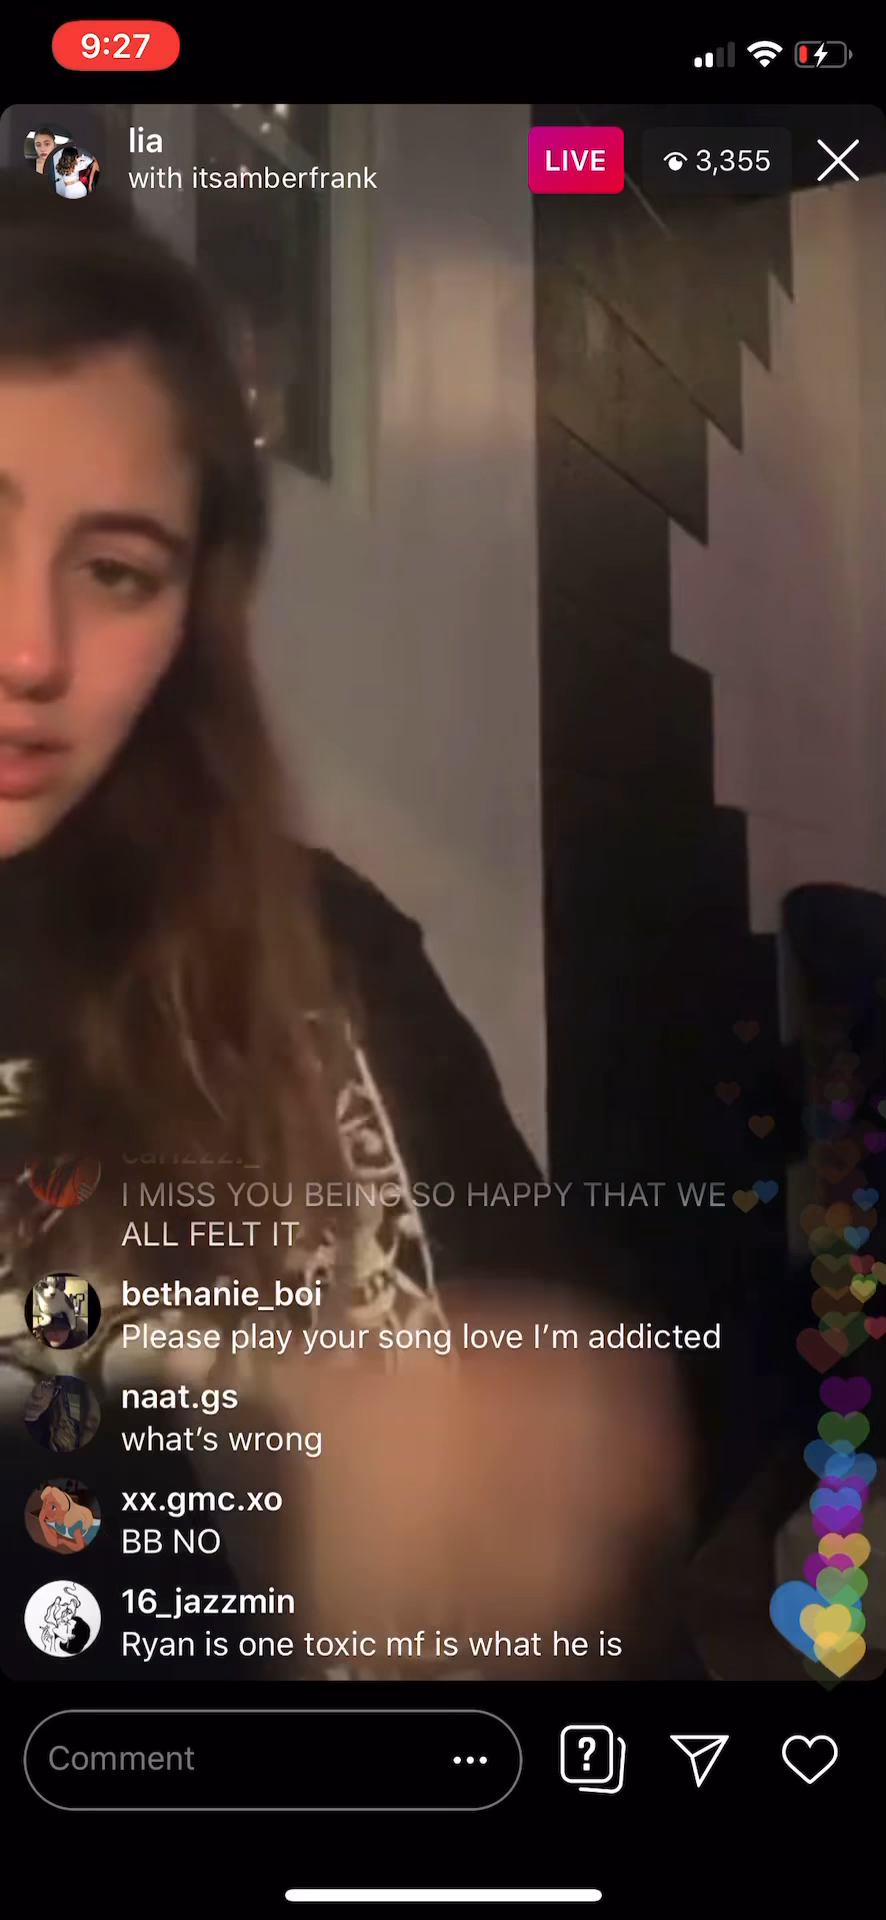 9:27
lia
with itsamberfrank
LIVE
3,355
I MISS YOU BEING SO HAPPY THAT WE
ALL FELT IT
bethanie_boi
Please play your song love I’m addicted
naat.gs
what’s wrong
xx.gmc.xo
BB NO
16_jazzmin
Ryan is one toxic mf is what he is
Comment